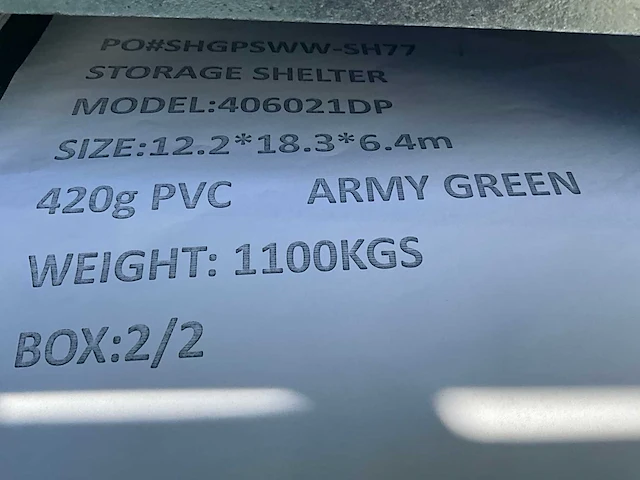 PO#SHGPSWW-SH77
STORAGE SHELTER
MODEL:406021DP
SIZE:12.2*18.3*6.4m
420g PVC ARMY GREEN
WEIGHT: 1100KGS
BOX:2/2